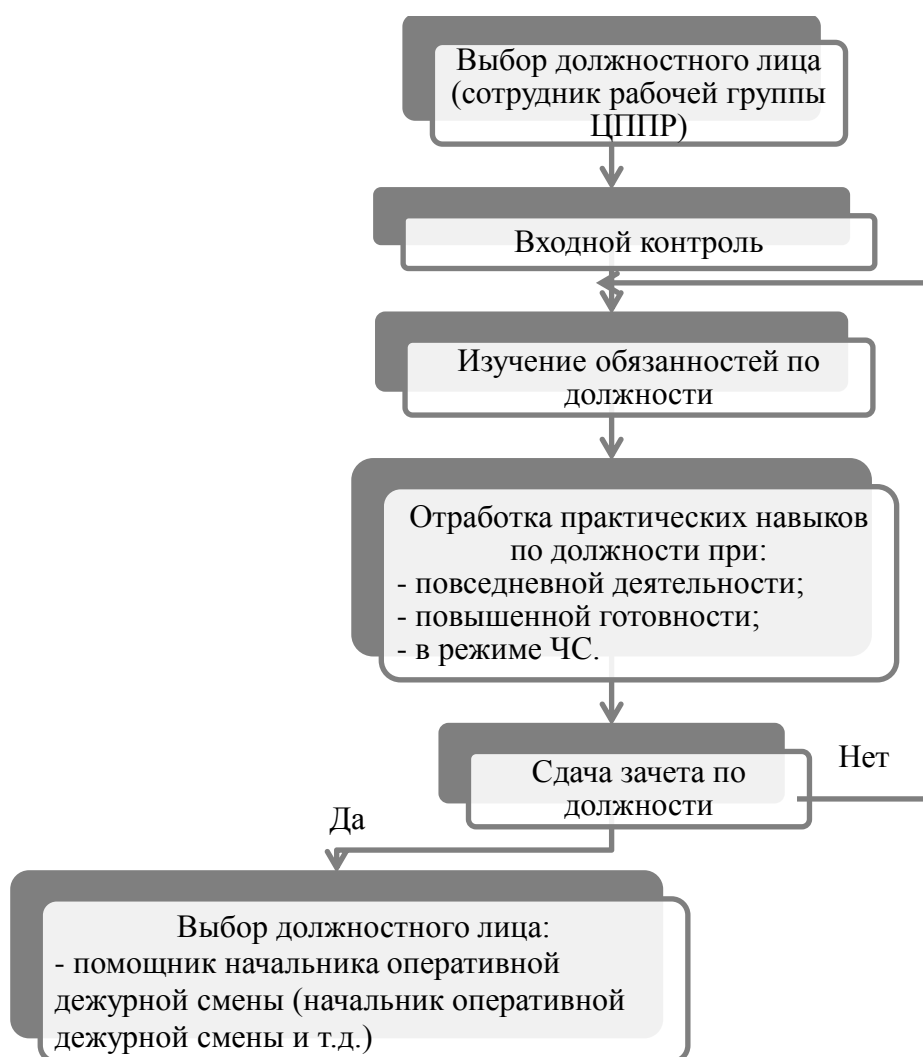 Выбор должностного лица
(сотрудник рабочей группы
ЦППР)
Входной контроль
Изучение обязанностей по
должности
Отработка практических навыков
по должности при:
- повседневной деятельности;
- повышенной готовности;
- в режиме ЧС.
Сдача зачета по
должности
Нет
Да
Выбор должностного лица:
- помощник начальника оперативной
дежурной смены (начальник оперативной
дежурной смены и т.д.)